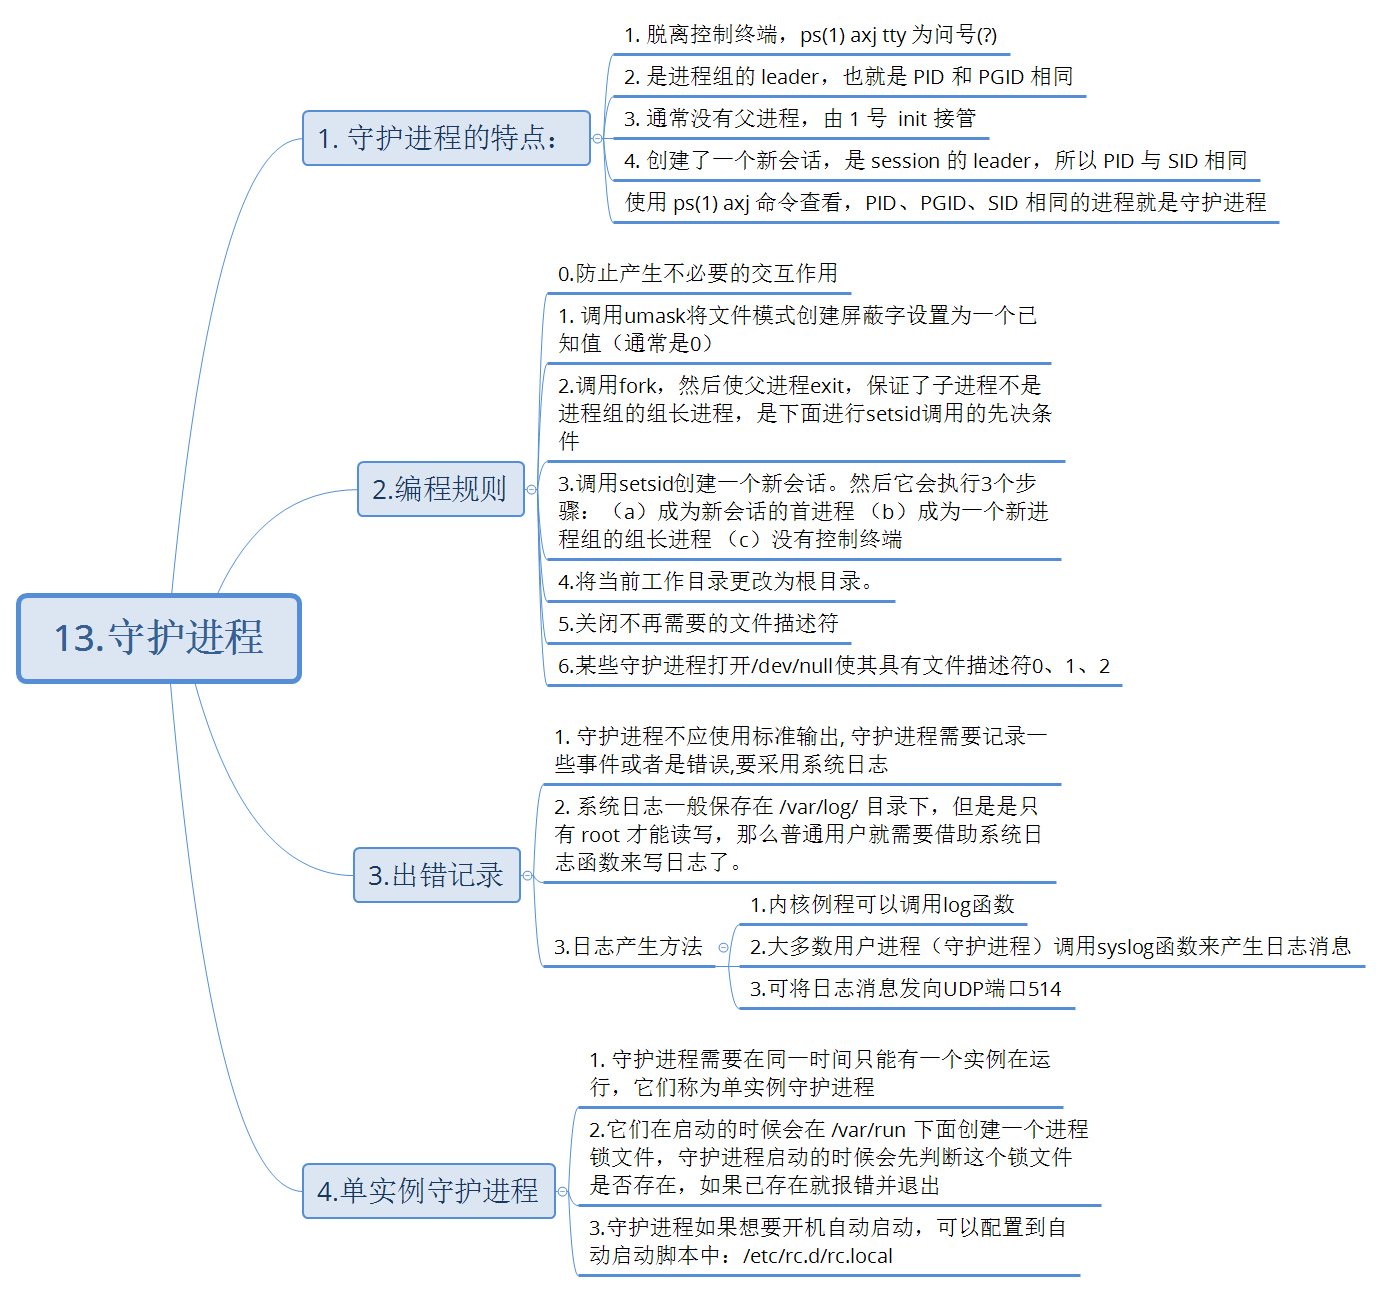 13.守护进程
1. 守护进程的特点：
1. 脱离控制终端，ps(1) axj tty 为问号(?)
2. 是进程组的 leader，也就是 PID 和 PGID 相同
3. 通常没有父进程，由 1 号 init 接管
4. 创建了一个新会话，是 session 的 leader，所以 PID 与 SID 相同
使用 ps(1) axj 命令查看，PID、PGID、SID 相同的进程就是守护进程
2.编程规则
0.防止产生不必要的交互作用
1. 调用umask将文件模式创建屏蔽字设置为一个已
知值（通常是0）
2.调用fork，然后使父进程exit，保证了子进程不是
进程组的组长进程，是下面进行setsid调用的先决条
件
3.调用setsid创建一个新会话。然后它会执行3个步
骤：（a）成为新会话的首进程 （b）成为一个新进
程组的组长进程 （c）没有控制终端
4.将当前工作目录更改为根目录。
5.关闭不再需要的文件描述符
6.某些守护进程打开/dev/null使其具有文件描述符0、1、2
3.出错记录
1. 守护进程不应使用标准输出, 守护进程需要记录一
些事件或者是错误,要采用系统日志
2. 系统日志一般保存在 /var/log/ 目录下，但是是只
有 root 才能读写，那么普通用户就需要借助系统日
志函数来写日志了。
3.日志产生方法
1.内核例程可以调用log函数
2.大多数用户进程（守护进程）调用syslog函数来产生日志消息
3.可将日志消息发向UDP端口514
4.单实例守护进程
1. 守护进程需要在同一时间只能有一个实例在运
行，它们称为单实例守护进程
2.它们在启动的时候会在 /var/run 下面创建一个进程
锁文件，守护进程启动的时候会先判断这个锁文件
是否存在，如果已存在就报错并退出
3.守护进程如果想要开机自动启动，可以配置到自
动启动脚本中：/etc/rc.d/rc.local